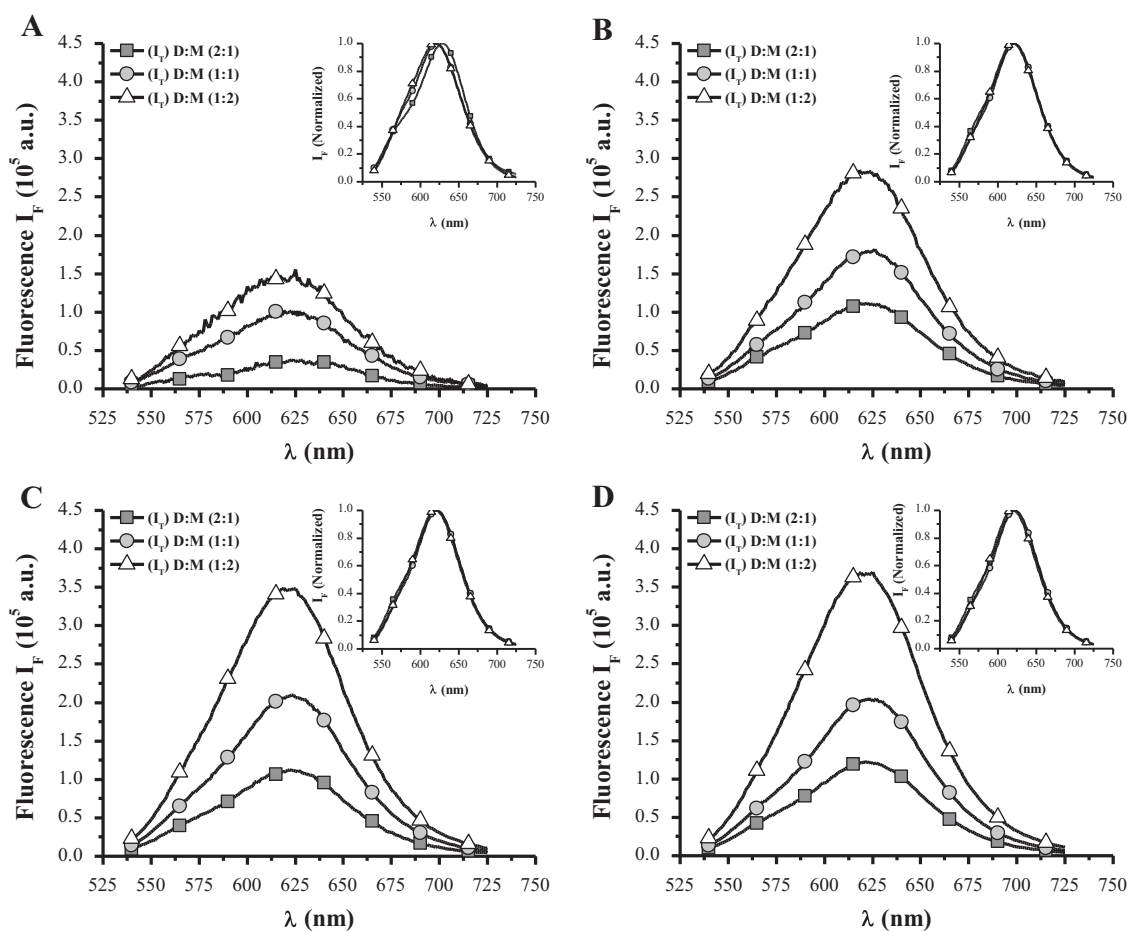 A
(I_T) D:M (2:1)
(I_T) D:M (1:1)
(I_T) D:M (1:2)
Fluorescence I_F (10^5 a.u.)
4.5
4.0
3.5
3.0
2.5
2.0
1.5
1.0
0.5
0.0
525 550 575 600 625 650 675 700 725 750
λ (nm)
I_F (Normalized)
1.0
0.8
0.6
0.4
0.2
0.0
550 600 650 700 750
λ (nm)
B
(I_T) D:M (2:1)
(I_T) D:M (1:1)
(I_T) D:M (1:2)
Fluorescence I_F (10^5 a.u.)
4.5
4.0
3.5
3.0
2.5
2.0
1.5
1.0
0.5
0.0
525 550 575 600 625 650 675 700 725 750
λ (nm)
I_F (Normalized)
1.0
0.8
0.6
0.4
0.2
0.0
550 600 650 700 750
λ (nm)
C
(I_T) D:M (2:1)
(I_T) D:M (1:1)
(I_T) D:M (1:2)
Fluorescence I_F (10^5 a.u.)
4.5
4.0
3.5
3.0
2.5
2.0
1.5
1.0
0.5
0.0
525 550 575 600 625 650 675 700 725 750
λ (nm)
I_F (Normalized)
1.0
0.8
0.6
0.4
0.2
0.0
550 600 650 700 750
λ (nm)
D
(I_T) D:M (2:1)
(I_T) D:M (1:1)
(I_T) D:M (1:2)
Fluorescence I_F (10^5 a.u.)
4.5
4.0
3.5
3.0
2.5
2.0
1.5
1.0
0.5
0.0
525 550 575 600 625 650 675 700 725 750
λ (nm)
I_F (Normalized)
1.0
0.8
0.6
0.4
0.2
0.0
550 600 650 700 750
λ (nm)